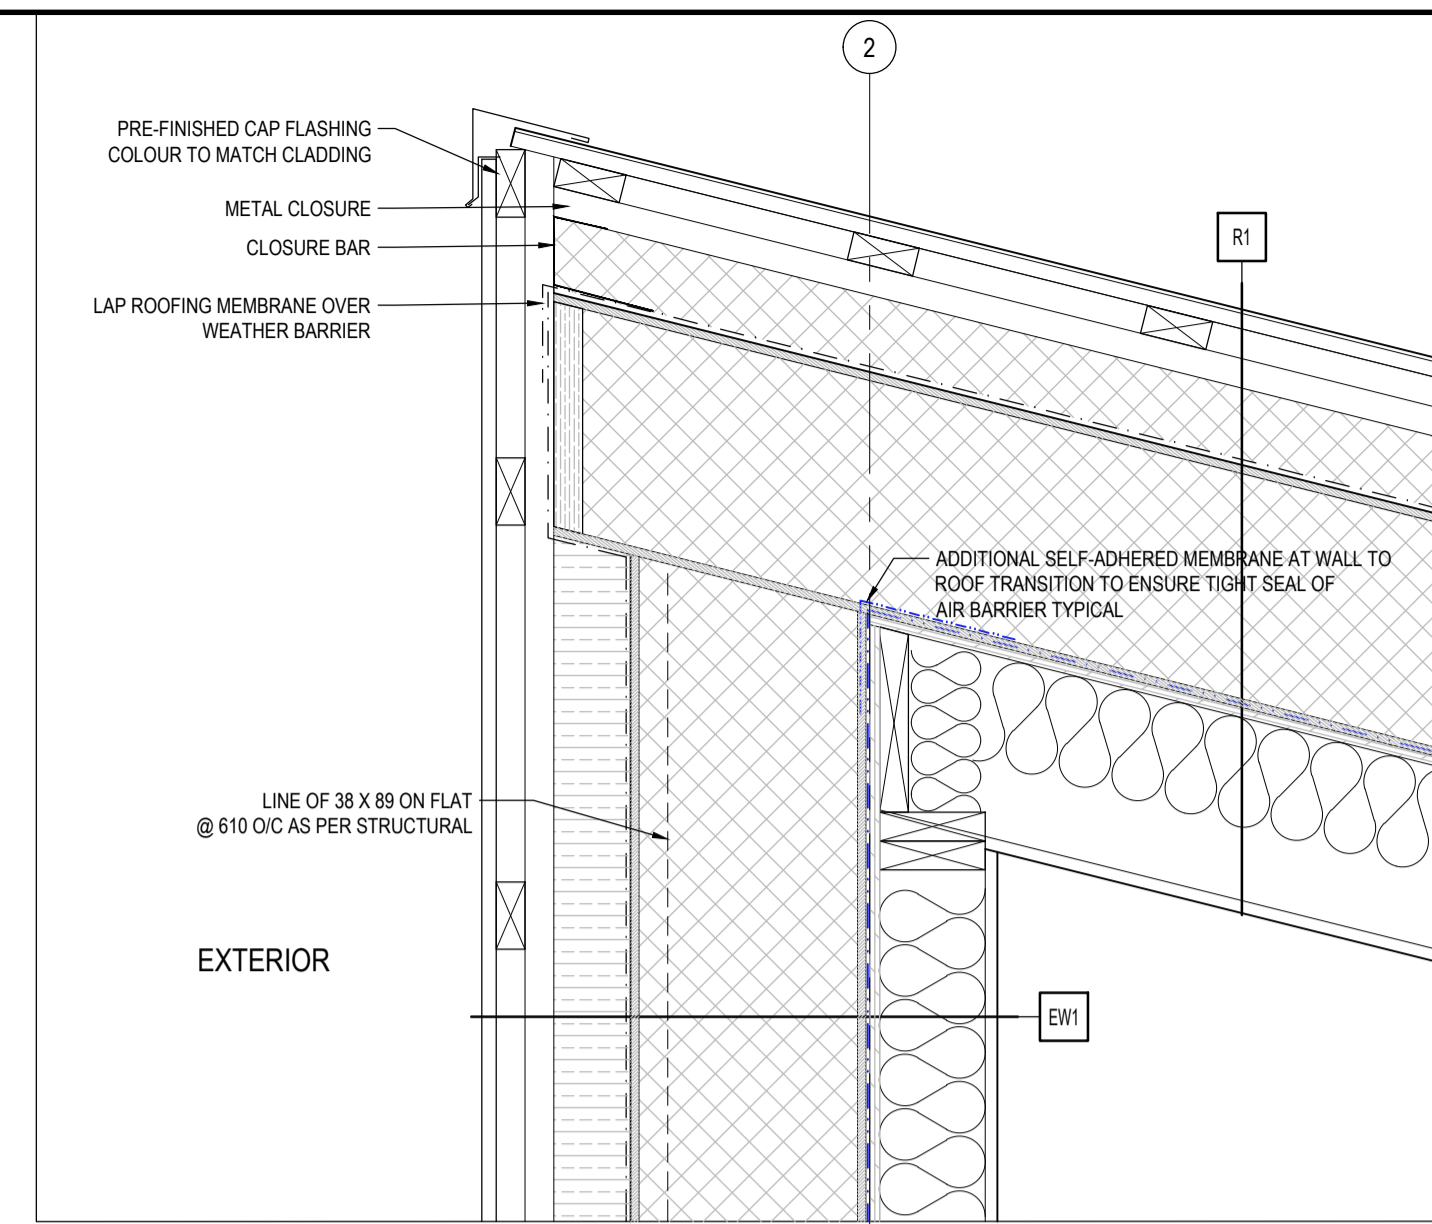 2
PRE-FINISHED CAP FLASHING
COLOUR TO MATCH CLADDING
METAL CLOSURE
CLOSURE BAR
R1
LAP ROOFING MEMBRANE OVER
WEATHER BARRIER
ADDITIONAL SELF-ADHERED MEMBRANE AT WALL TO
ROOF TRANSITION TO ENSURE TIGHT SEAL OF
AIR BARRIER TYPICAL
LINE OF 38 X 89 ON FLAT
@ 610 O/C AS PER STRUCTURAL
EXTERIOR
EW1